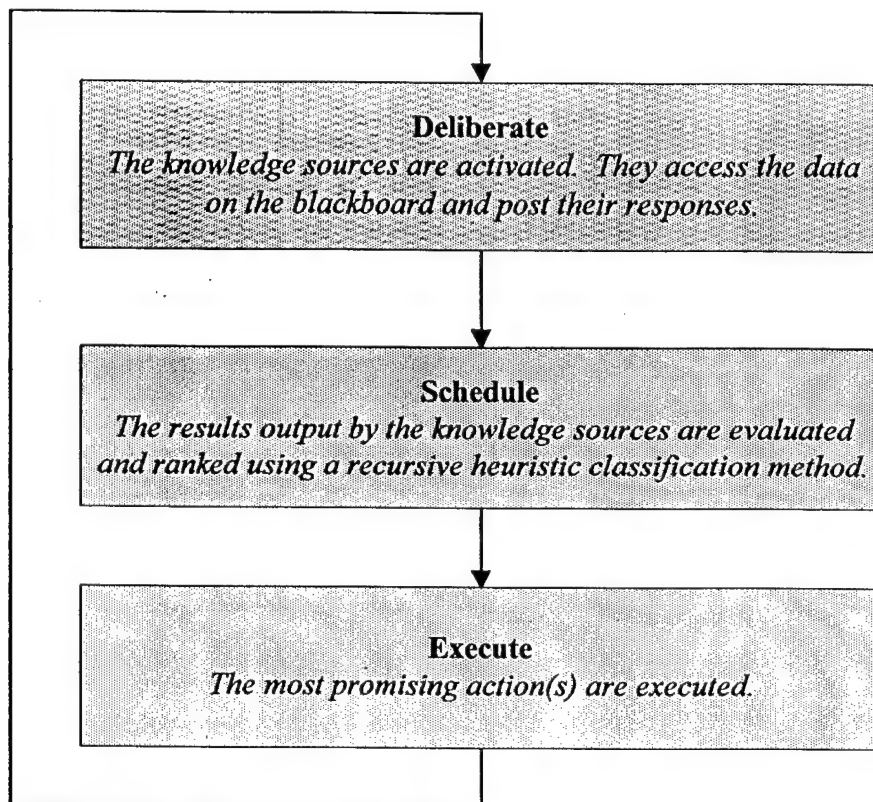 Deliberate
The knowledge sources are activated. They access the data
on the blackboard and post their responses.
Schedule
The results output by the knowledge sources are evaluated
and ranked using a recursive heuristic classification method.
Execute
The most promising action(s) are executed.